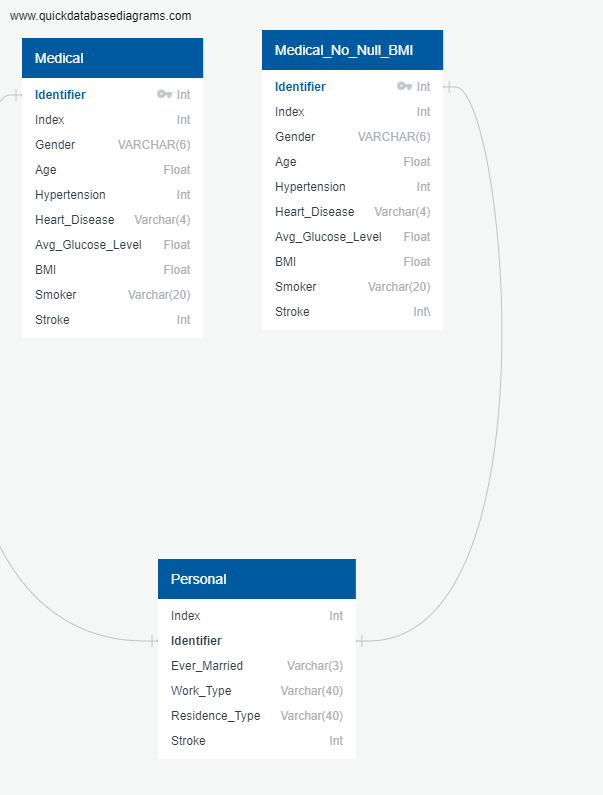 www.quickdatabasediagrams.com
Medical
Identifier Int
Index Int
Gender VARCHAR(6)
Age Float
Hypertension Int
Heart_Disease Varchar(4)
Avg_Glucose_Level Float
BMI Float
Smoker Varchar(20)
Stroke Int
Medical_No_Null_BMI
Identifier Int
Index Int
Gender VARCHAR(6)
Age Float
Hypertension Int
Heart_Disease Varchar(4)
Avg_Glucose_Level Float
BMI Float
Smoker Varchar(20)
Stroke Int\
Personal
Index Int
Identifier
Ever_Married Varchar(3)
Work_Type Varchar(40)
Residence_Type Varchar(40)
Stroke Int